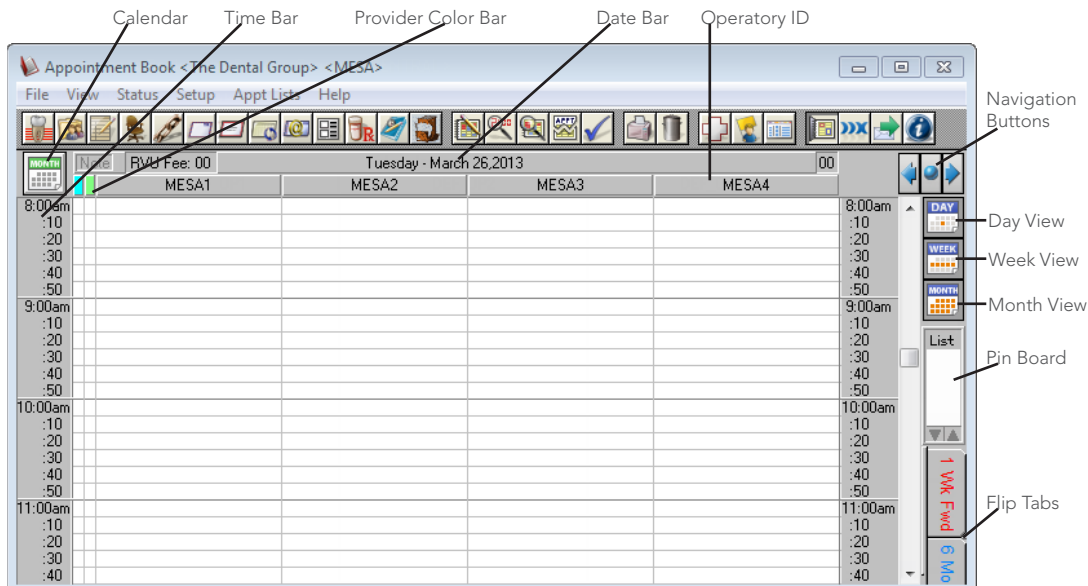 Calendar Time Bar Provider Color Bar Date Bar Operatory ID
Appointment Book <The Dental Group> <MESA>
File View Status Setup Appt Lists Help
Navigation
Buttons
MONTH Note RVU Fee: 00 Tuesday - March 26,2013 00
MESA1 MESA2 MESA3 MESA4
8:00am 8:00am DAY
:10 :10 Day View
:20 :20
:30 :30 WEEK Week View
:40 :40
:50 :50 MONTH
9:00am 9:00am Month View
:10 :10
:20 :20 List
:30 :30 Pin Board
:40 :40
:50 :50
10:00am 10:00am
:10 :10
:20 :20
:30 :30
:40 :40
:50 :50 1 Wk Fwd
11:00am 11:00am Flip Tabs
:10 :10
:20 :20
:30 :30 6 Mo
:40 :40